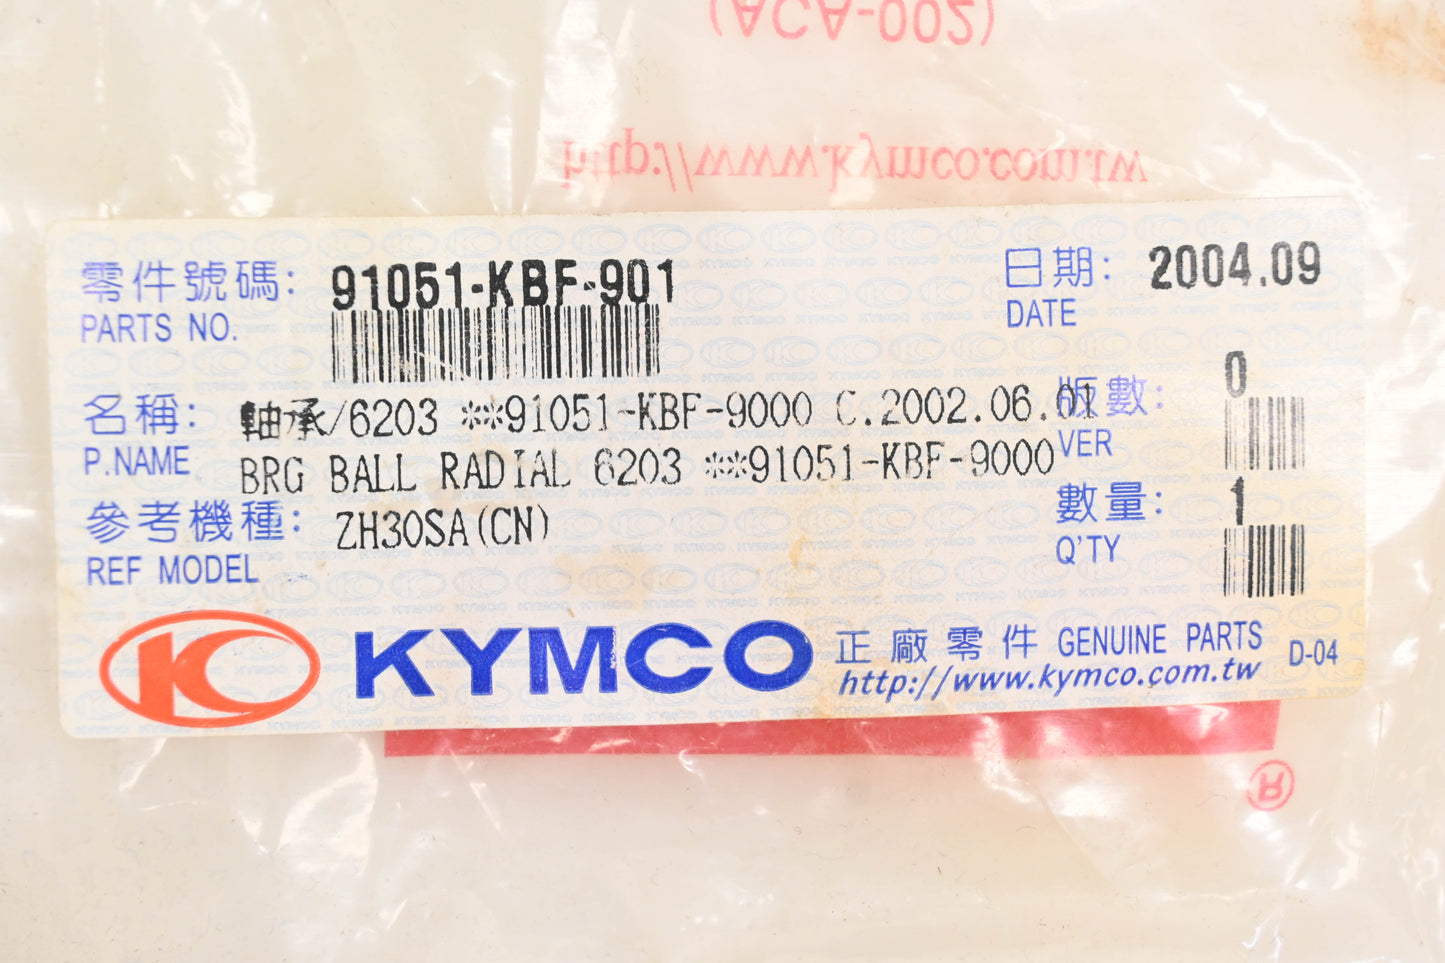 (ACA-002)
http://www.kymco.com.tw
零件號碼: 91051-KBF-901
PARTS NO.
日期: 2004.09
DATE
名稱: 軸承/6203 **91051-KBF-9000 C.2002.06.01
P.NAME BRG BALL RADIAL 6203 **91051-KBF-9000
版數: 0
VER
參考機種: ZH30SA(CN)
REF MODEL
數量: 1
Q'TY
KYMCO 正廠零件 GENUINE PARTS D-04
http://www.kymco.com.tw
®